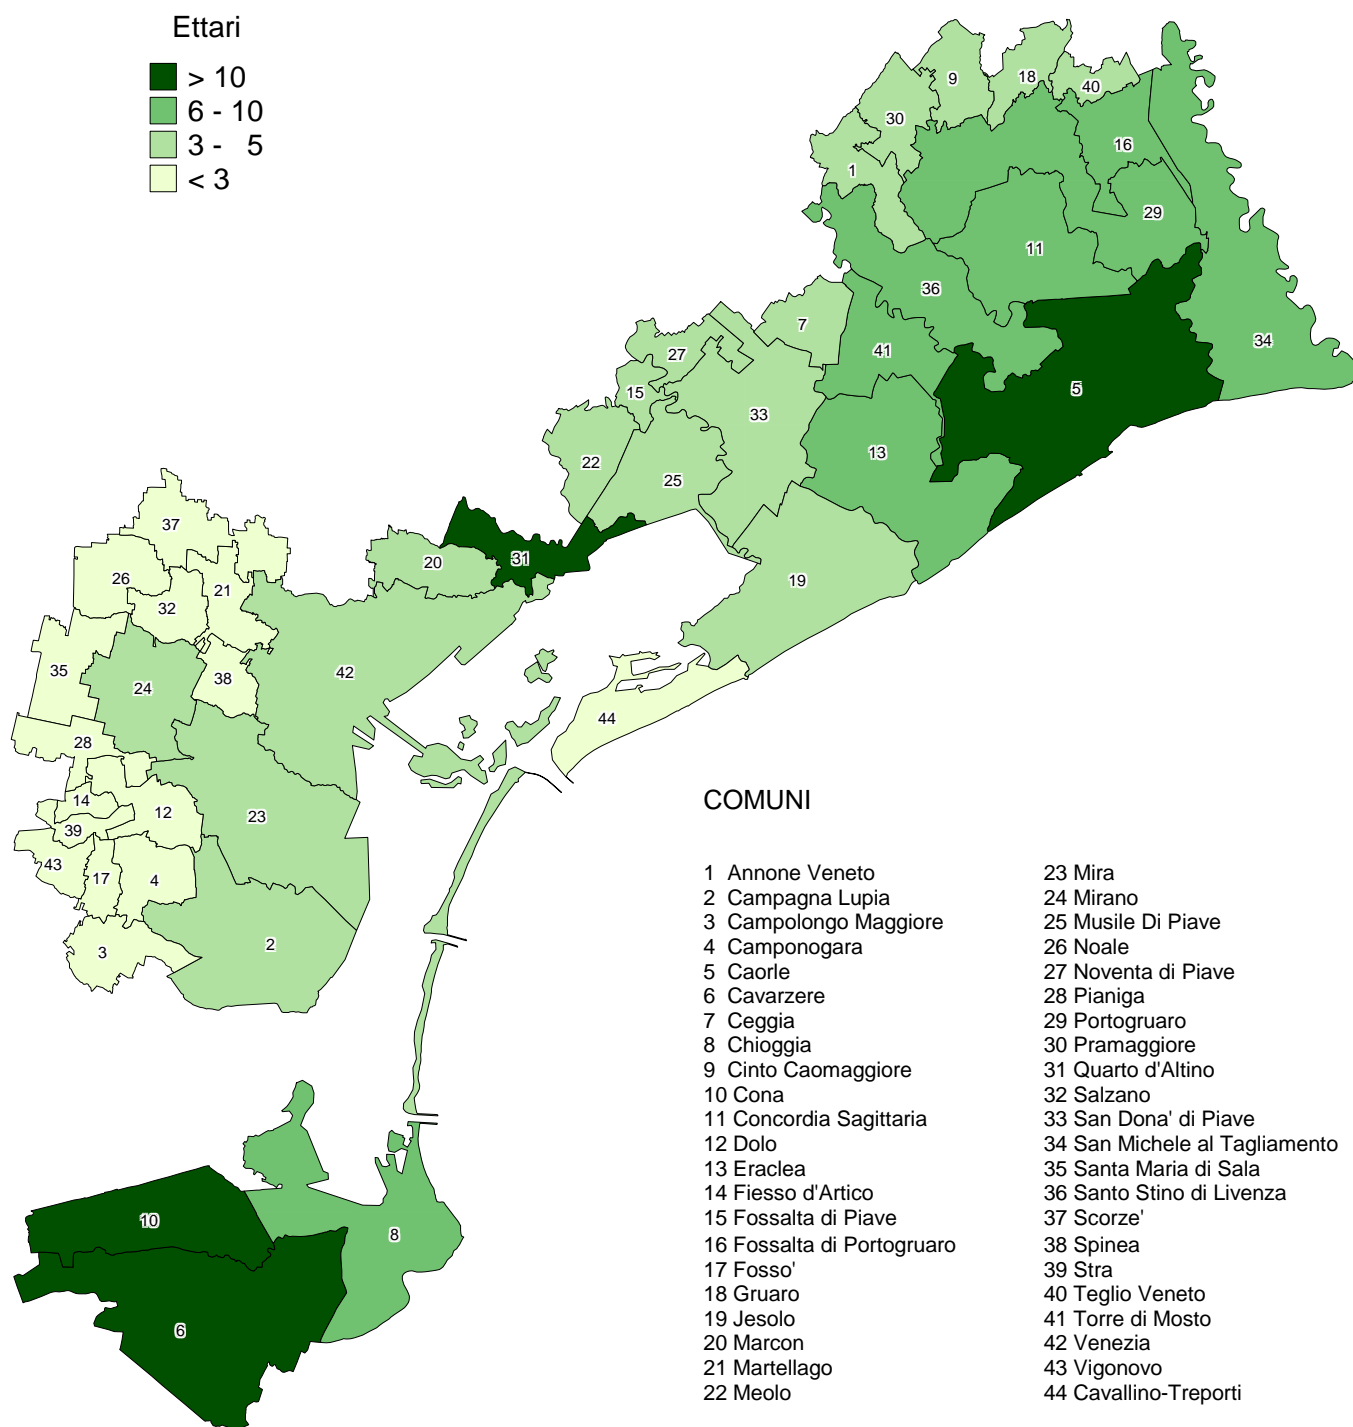 Ettari
> 10
6 - 10
3 - 5
< 3
9
18
40
30
16
1
29
11
36
7
34
27
41
5
15
33
13
22
25
37
31
20
26
21
19
32
35
42
38
24
44
28
14
12
23
39
43
17
4
2
3
10
8
6
COMUNI
1 Annone Veneto
2 Campagna Lupia
3 Campolongo Maggiore
4 Camponogara
5 Caorle
6 Cavarzere
7 Ceggia
8 Chioggia
9 Cinto Caomaggiore
10 Cona
11 Concordia Sagittaria
12 Dolo
13 Eraclea
14 Fiesso d'Artico
15 Fossalta di Piave
16 Fossalta di Portogruaro
17 Fosso'
18 Gruaro
19 Jesolo
20 Marcon
21 Martellago
22 Meolo
23 Mira
24 Mirano
25 Musile Di Piave
26 Noale
27 Noventa di Piave
28 Pianiga
29 Portogruaro
30 Pramaggiore
31 Quarto d'Altino
32 Salzano
33 San Dona' di Piave
34 San Michele al Tagliamento
35 Santa Maria di Sala
36 Santo Stino di Livenza
37 Scorze'
38 Spinea
39 Stra
40 Teglio Veneto
41 Torre di Mosto
42 Venezia
43 Vigonovo
44 Cavallino-Treporti